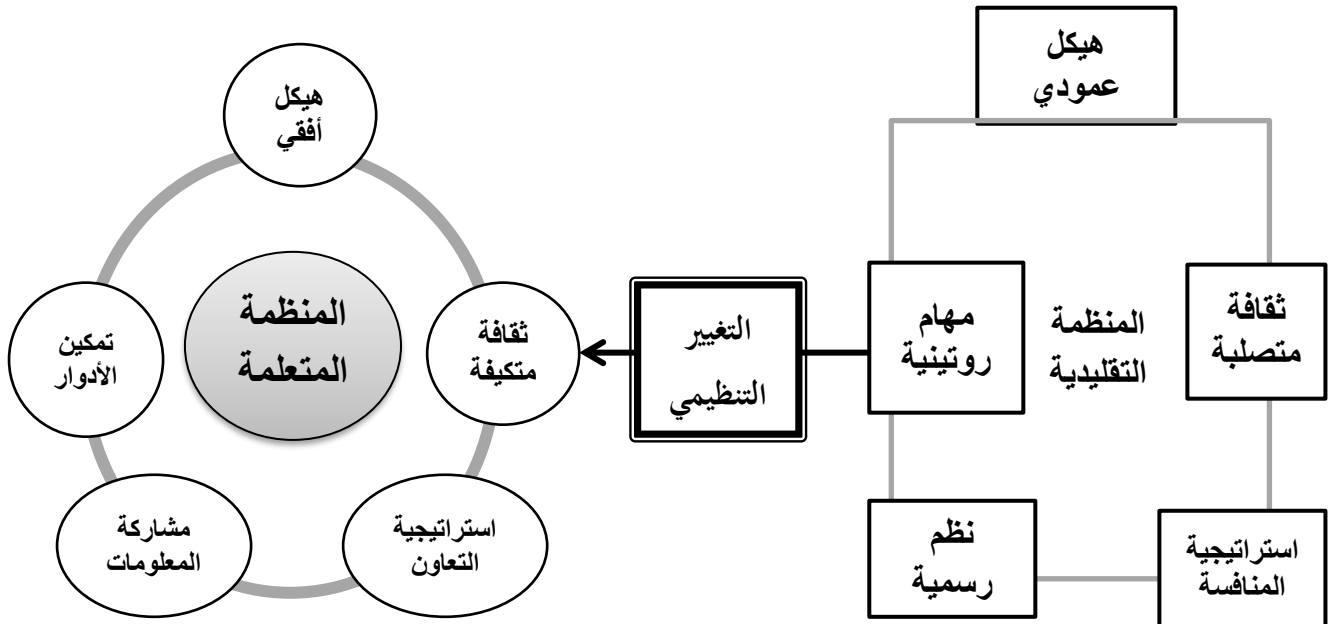 هيكل
عمودي
ثقافة
متصلبة
المنظمة
التقليدية
مهام
روتينية
استراتيجية
المنافسة
نظم
رسمية
التغيير
التنظيمي
هيكل
أفقي
ثقافة
متكيفة
المنظمة
المتعلمة
تمكين
الأدوار
استراتيجية
التعاون
مشاركة
المعلومات